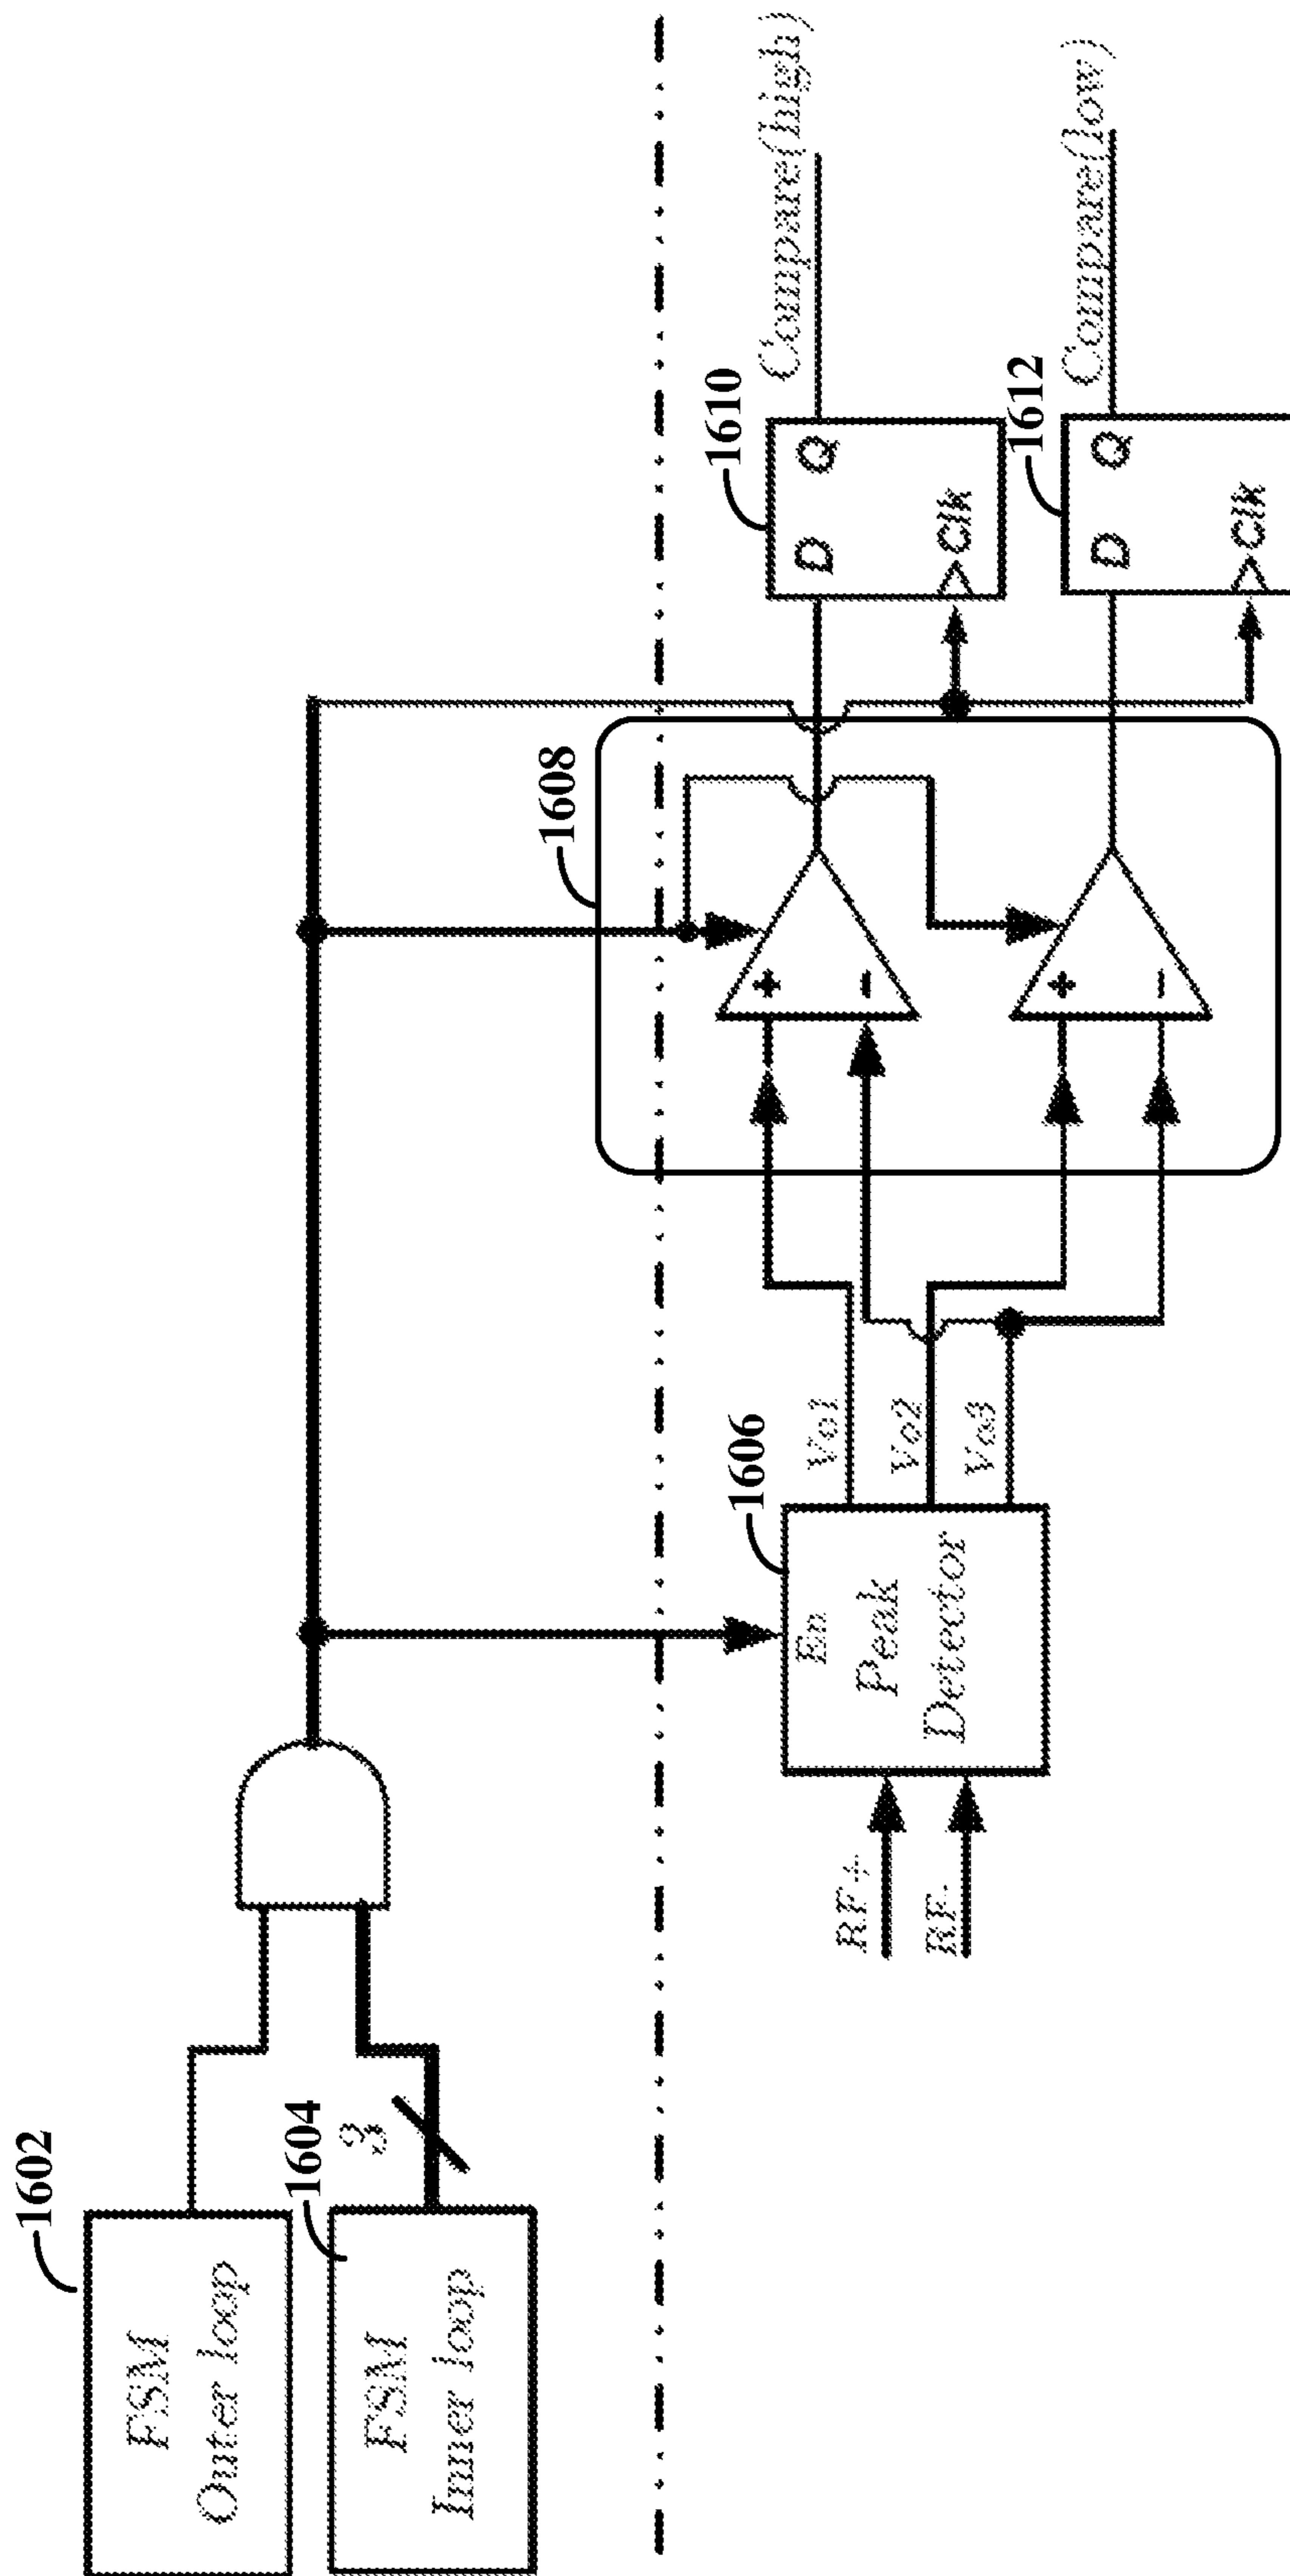 1602
FSM
Outer loop
1604
FSM
Inner loop
3
1606
En
Peak
Detector
RF+
RF-
Vo1
Vo2
Vo3
1608
+
-
+
-
1610
D Q
Clk
Compare(high)
1612
D Q
Clk
Compare(low)